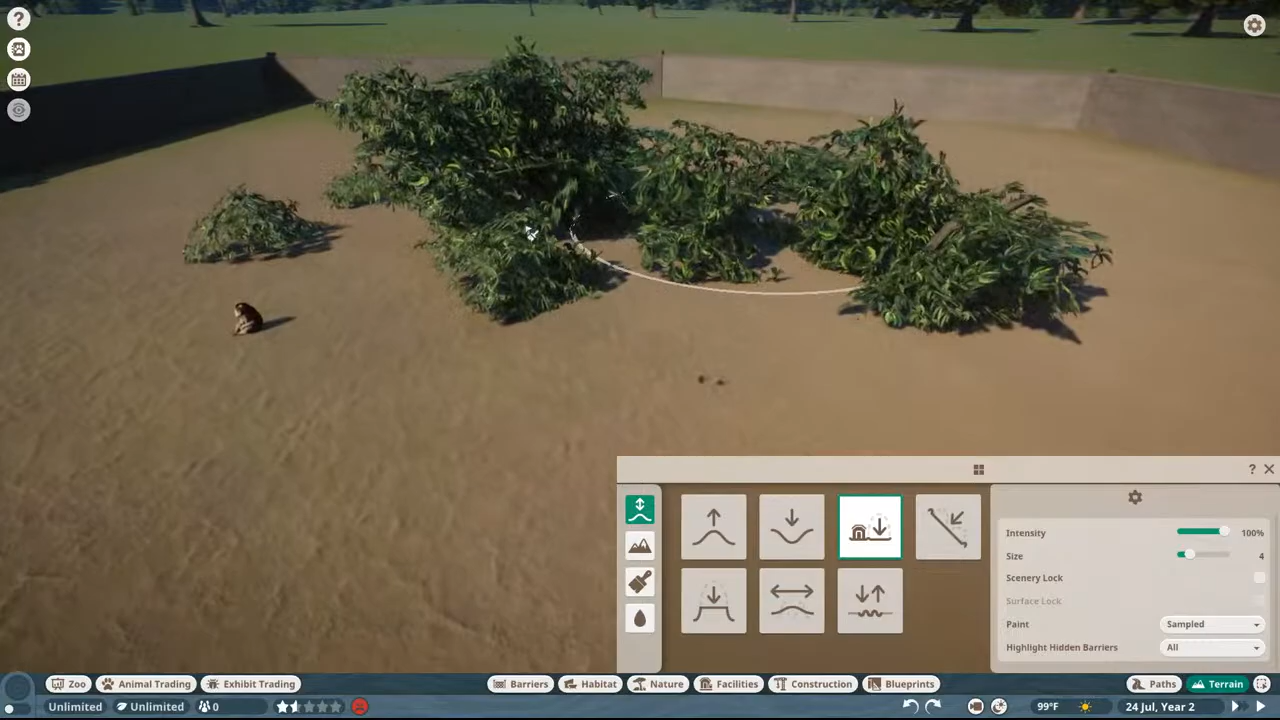 ?
? ×
Intensity 100%
Size 4
Scenery Lock
Surface Lock
Paint Sampled
Highlight Hidden Barriers All
Zoo Animal Trading Exhibit Trading Barriers Habitat Nature Facilities Construction Blueprints Paths Terrain
Unlimited Unlimited 0 99°F 24 Jul, Year 2